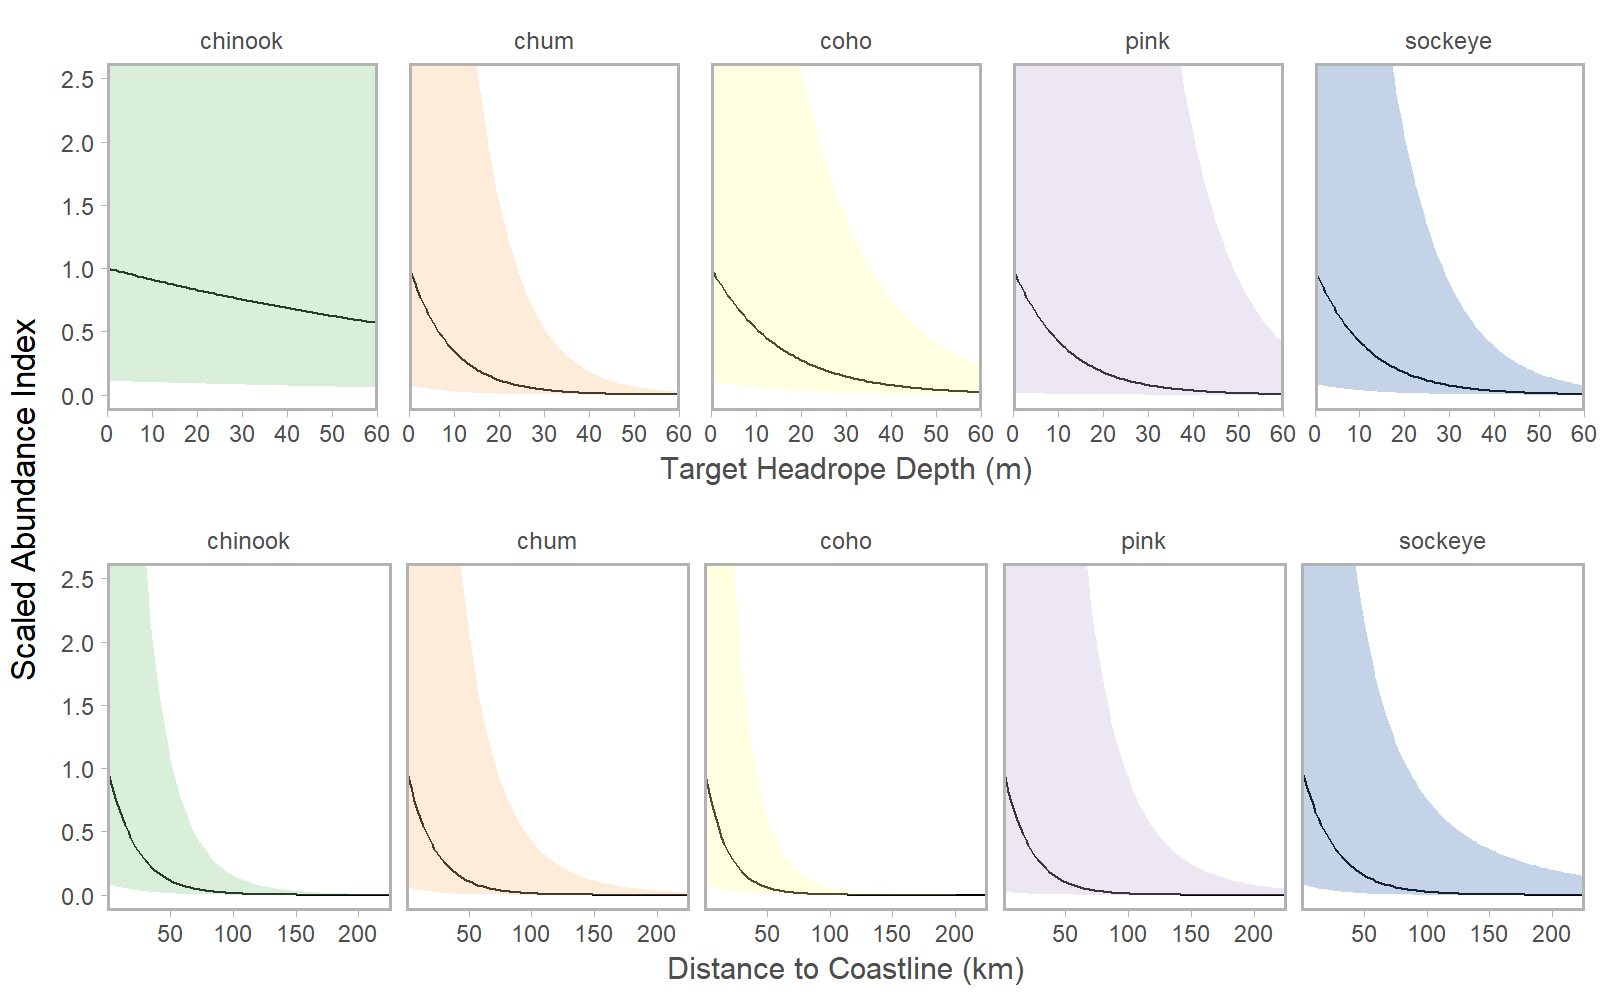 chinook chum coho pink sockeye
2.5
2.0
1.5
1.0
0.5
0.0
0 10 20 30 40 50 60 0 10 20 30 40 50 60 0 10 20 30 40 50 60 0 10 20 30 40 50 60 0 10 20 30 40 50 60
Target Headrope Depth (m)
Scaled Abundance Index
chinook chum coho pink sockeye
2.5
2.0
1.5
1.0
0.5
0.0
50 100 150 200 50 100 150 200 50 100 150 200 50 100 150 200 50 100 150 200
Distance to Coastline (km)